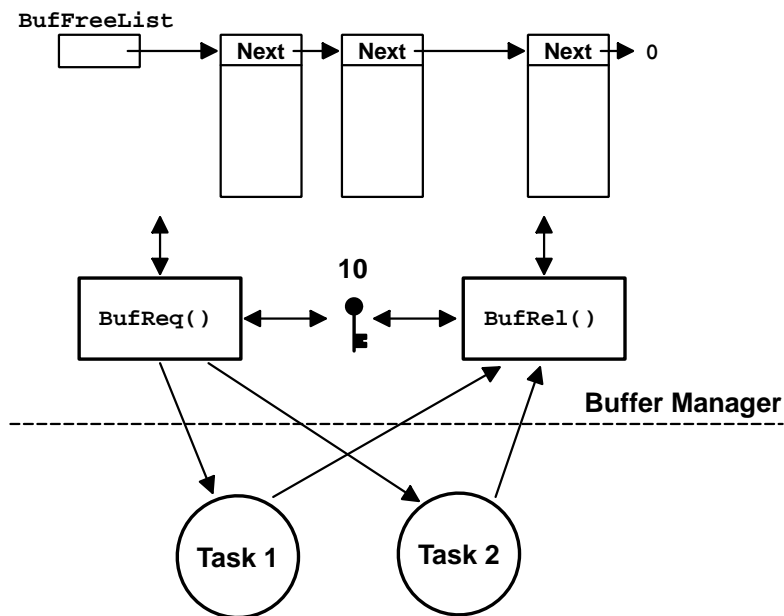 BufFreeList
Next Next Next 0
10
BufReq() BufRel()
Buffer Manager
Task 1 Task 2